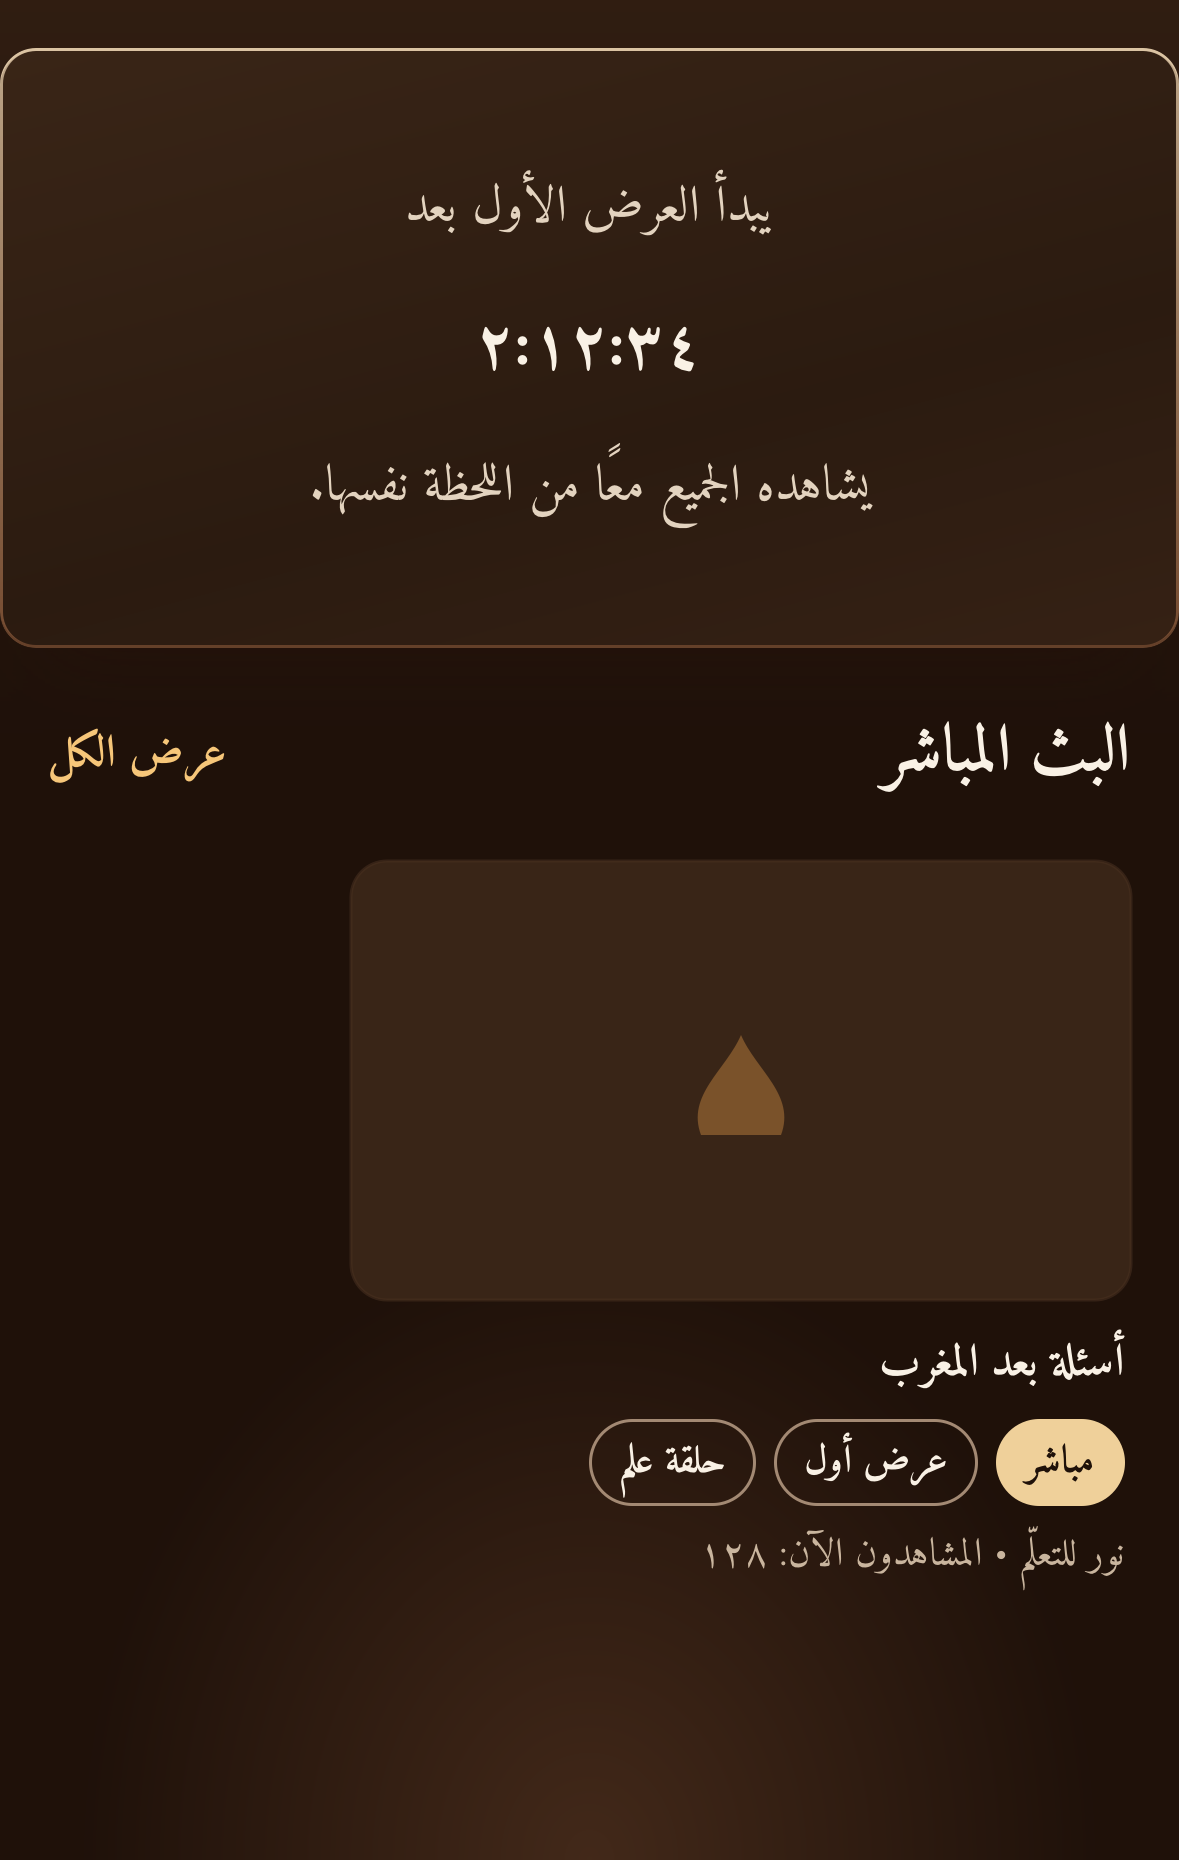 يبدأ العرض الأول بعد
٢:١٢:٣٤
يشاهده الجميع معًا من اللحظة نفسها.
البث المباشر
عرض الكل
أسئلة بعد المغرب
مباشر
عرض أول
حلقة علم
نور للتعلّم • المشاهدون الآن: ١٢٨